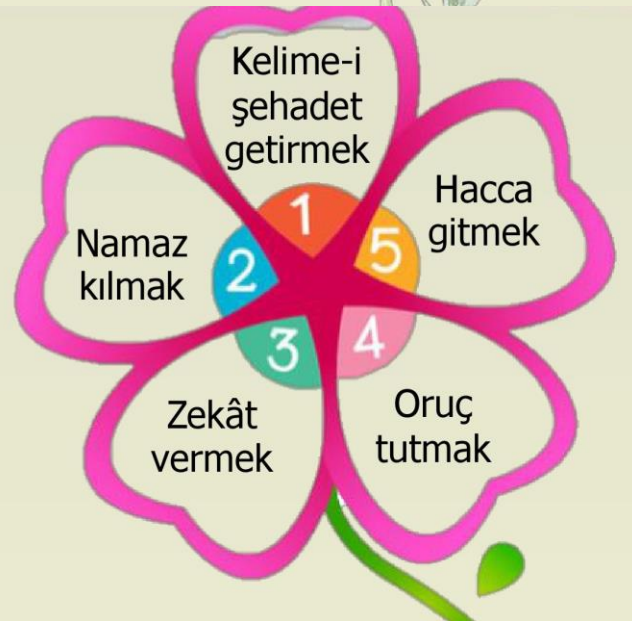 Kelime-i
şehadet
getirmek
1
Namaz
kılmak
2
Zekât
vermek
3
Oruç
tutmak
4
Hacca
gitmek
5